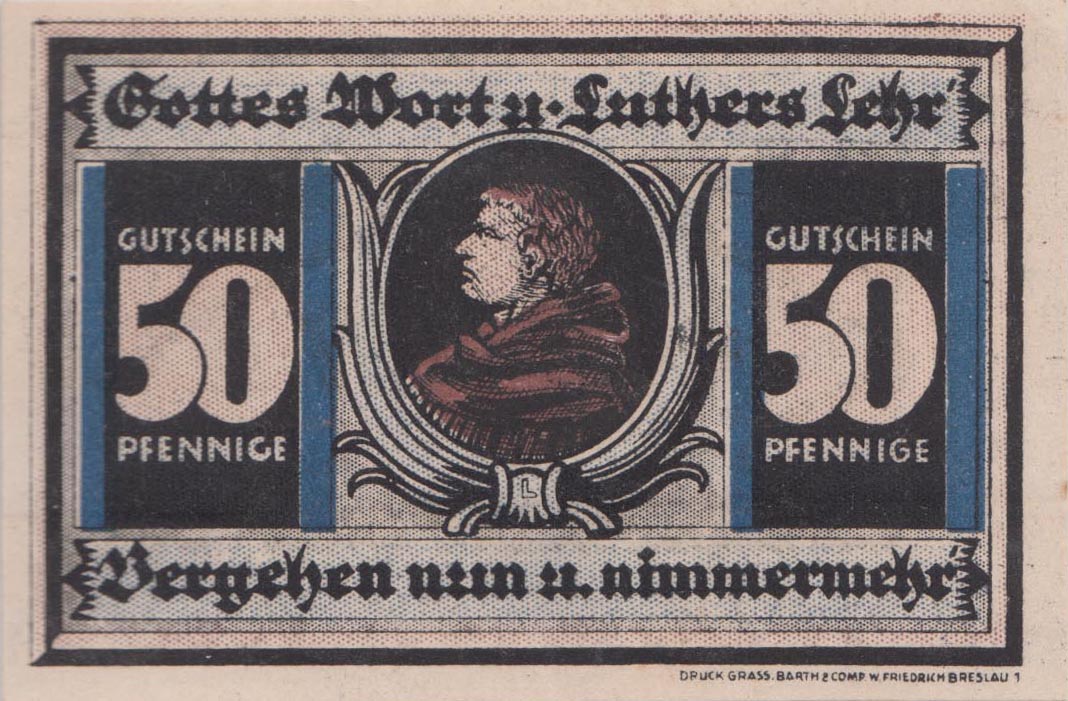 Gottes Wort u. Luthers Lehr'
GUTSCHEIN
50
PFENNIGE
L
GUTSCHEIN
50
PFENNIGE
Vergehen nun u. nimmermehr
DRUCK GRASS, BARTH & COMP. W. FRIEDRICH BRESLAU 1